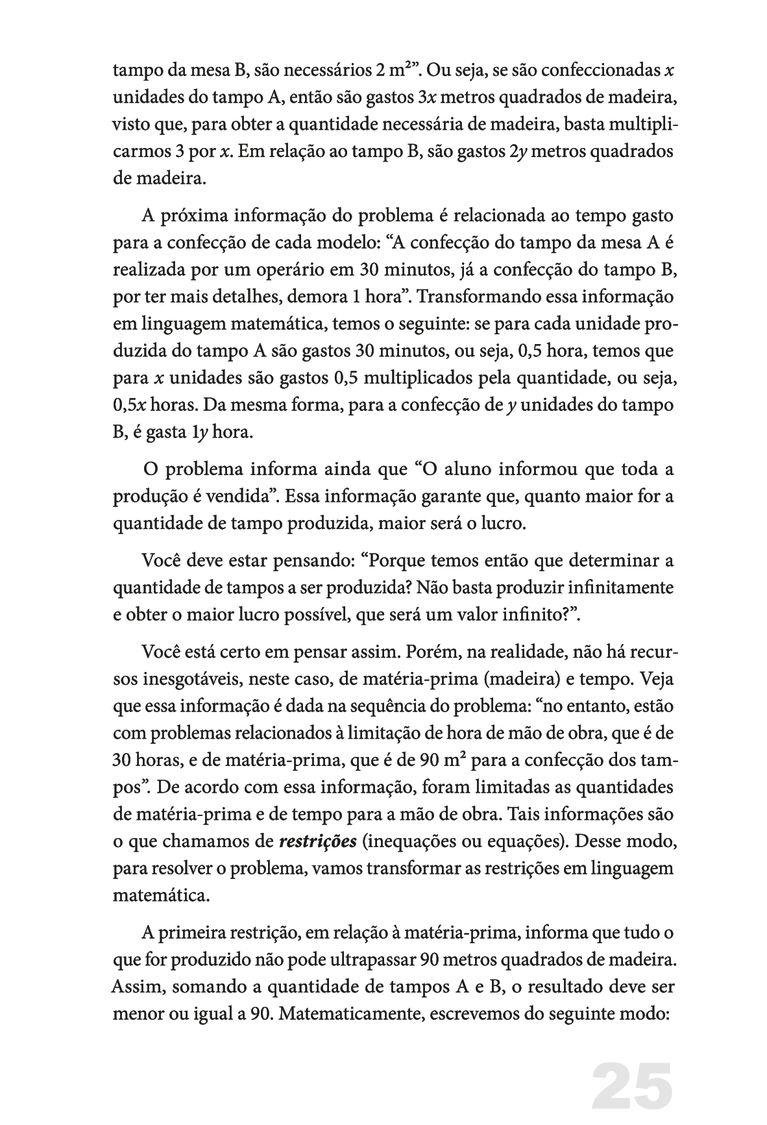 tampo da mesa B, são necessários 2 m²”. Ou seja, se são confeccionadas x
unidades do tampo A, então são gastos 3x metros quadrados de madeira,
visto que, para obter a quantidade necessária de madeira, basta multipli-
carmos 3 por x. Em relação ao tampo B, são gastos 2y metros quadrados
de madeira.
A próxima informação do problema é relacionada ao tempo gasto
para a confecção de cada modelo: “A confecção do tampo da mesa A é
realizada por um operário em 30 minutos, já a confecção do tampo B,
por ter mais detalhes, demora 1 hora”. Transformando essa informação
em linguagem matemática, temos o seguinte: se para cada unidade pro-
duzida do tampo A são gastos 30 minutos, ou seja, 0,5 hora, temos que
para x unidades são gastos 0,5 multiplicados pela quantidade, ou seja,
0,5x horas. Da mesma forma, para a confecção de y unidades do tampo
B, é gasta 1y hora.
O problema informa ainda que “O aluno informou que toda a
produção é vendida”. Essa informação garante que, quanto maior for a
quantidade de tampo produzida, maior será o lucro.
Você deve estar pensando: “Porque temos então que determinar a
quantidade de tampos a ser produzida? Não basta produzir infinitamente
e obter o maior lucro possível, que será um valor infinito?”.
Você está certo em pensar assim. Porém, na realidade, não há recur-
sos inesgotáveis, neste caso, de matéria-prima (madeira) e tempo. Veja
que essa informação é dada na sequência do problema: “no entanto, estão
com problemas relacionados à limitação de hora de mão de obra, que é de
30 horas, e de matéria-prima, que é de 90 m² para a confecção dos tam-
pos”. De acordo com essa informação, foram limitadas as quantidades
de matéria-prima e de tempo para a mão de obra. Tais informações são
o que chamamos de restrições (inequações ou equações). Desse modo,
para resolver o problema, vamos transformar as restrições em linguagem
matemática.
A primeira restrição, em relação à matéria-prima, informa que tudo o
que for produzido não pode ultrapassar 90 metros quadrados de madeira.
Assim, somando a quantidade de tampos A e B, o resultado deve ser
menor ou igual a 90. Matematicamente, escrevemos do seguinte modo:
25